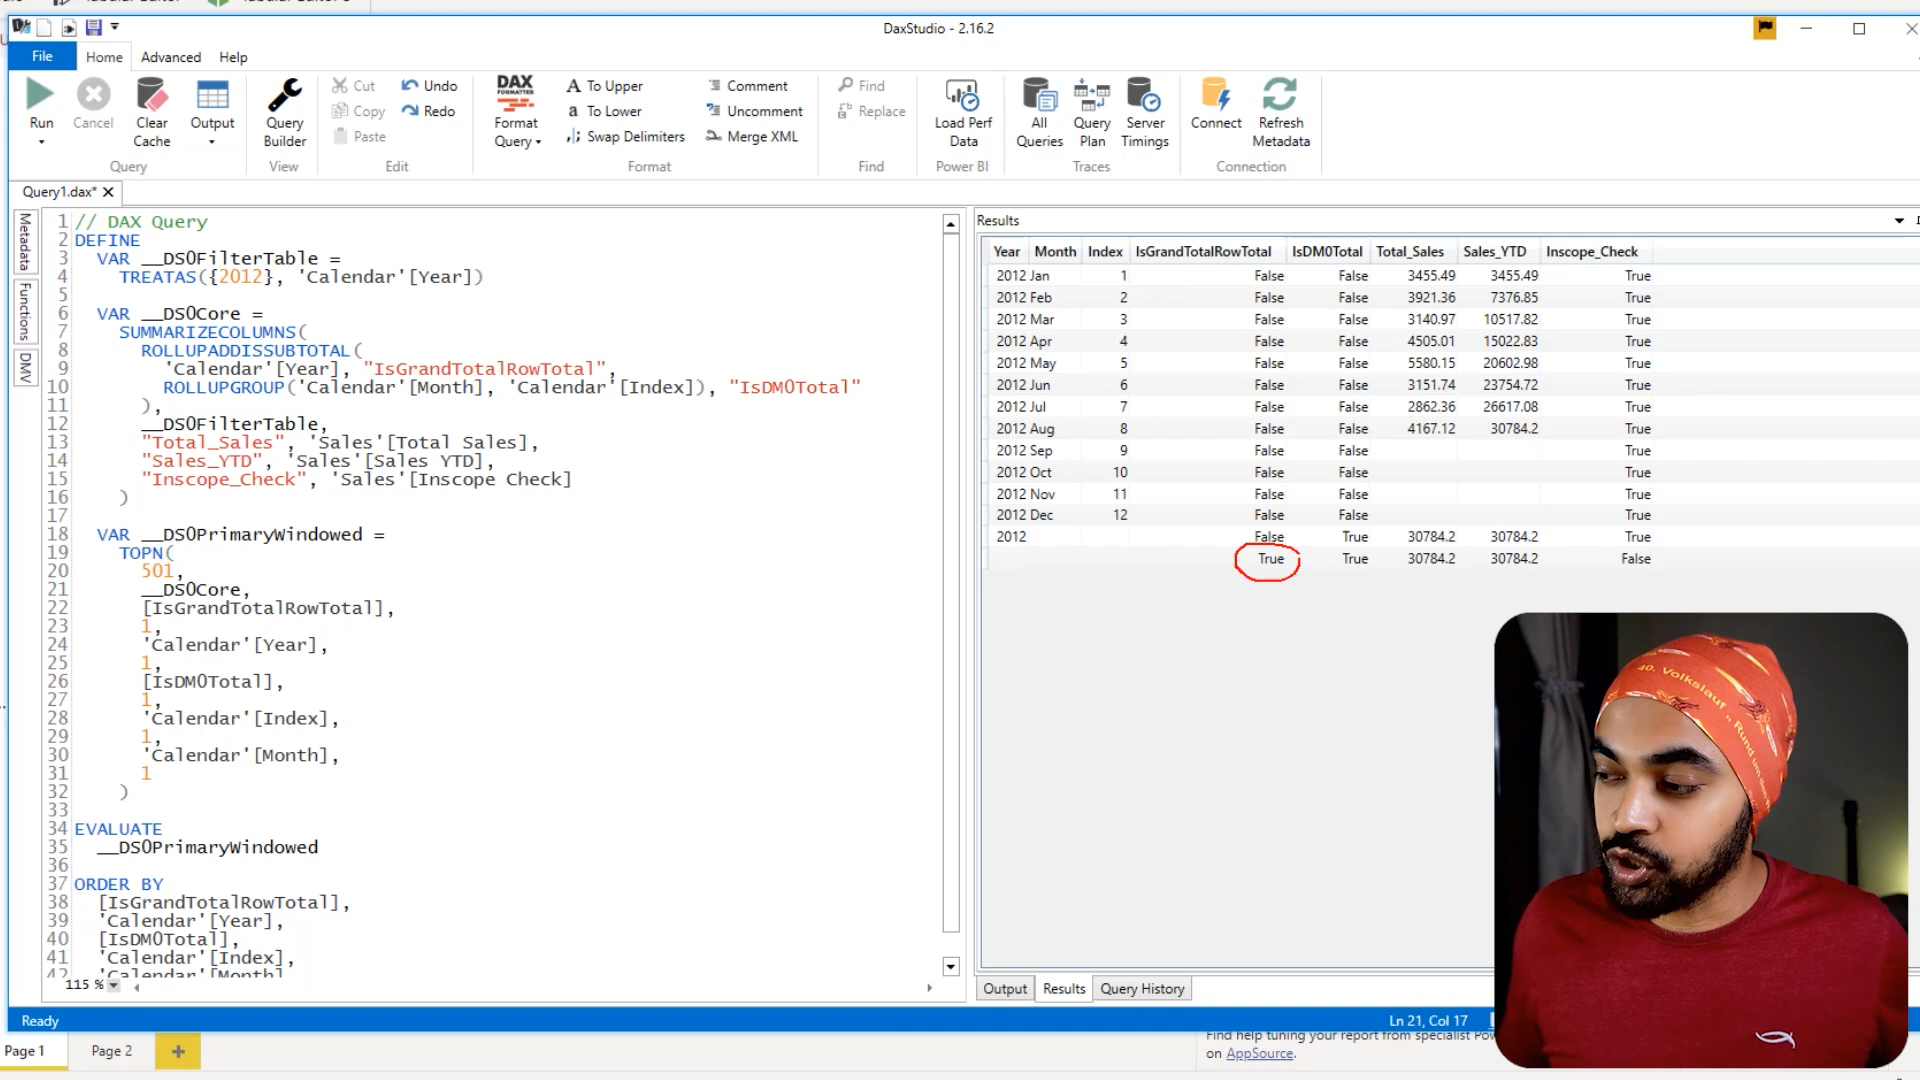 DaxStudio - 2.16.2
File Home Advanced Help
Run
Cancel
Clear Cache
Output
Query
Query Builder
View
Cut
Copy
Paste
Undo
Redo
Edit
DAX FORMATTER
Format Query
A To Upper
a To Lower
Swap Delimiters
Comment
Uncomment
Merge XML
Format
Find
Replace
Find
Load Perf Data
Power BI
All Queries
Query Plan
Server Timings
Traces
Connect
Refresh Metadata
Connection
Query1.dax*
Metadata
Functions
DMV
1 // DAX Query
2 DEFINE
3 VAR __DS0FilterTable =
4 TREATAS({2012}, 'Calendar'[Year])
5
6 VAR __DS0Core =
7 SUMMARIZECOLUMNS(
8 ROLLUPADDISSUBTOTAL(
9 'Calendar'[Year], "IsGrandTotalRowTotal",
10 ROLLUPGROUP('Calendar'[Month], 'Calendar'[Index]), "IsDM0Total"
11 ),
12 __DS0FilterTable,
13 "Total_Sales", 'Sales'[Total Sales],
14 "Sales_YTD", 'Sales'[Sales YTD],
15 "Inscope_Check", 'Sales'[Inscope Check]
16 )
17
18 VAR __DS0PrimaryWindowed =
19 TOPN(
20 501,
21 __DS0Core,
22 [IsGrandTotalRowTotal],
23 1,
24 'Calendar'[Year],
25 1,
26 [IsDM0Total],
27 1,
28 'Calendar'[Index],
29 1,
30 'Calendar'[Month],
31 1
32 )
33
34 EVALUATE
35 __DS0PrimaryWindowed
36
37 ORDER BY
38 [IsGrandTotalRowTotal],
39 'Calendar'[Year],
40 [IsDM0Total],
41 'Calendar'[Index],
42 'Calendar'[Month]
115 %
Results
Year Month Index IsGrandTotalRowTotal IsDM0Total Total_Sales Sales_YTD Inscope_Check
2012 Jan 1 False False 3455.49 3455.49 True
2012 Feb 2 False False 3921.36 7376.85 True
2012 Mar 3 False False 3140.97 10517.82 True
2012 Apr 4 False False 4505.01 15022.83 True
2012 May 5 False False 5580.15 20602.98 True
2012 Jun 6 False False 3151.74 23754.72 True
2012 Jul 7 False False 2862.36 26617.08 True
2012 Aug 8 False False 4167.12 30784.2 True
2012 Sep 9 False False True
2012 Oct 10 False False True
2012 Nov 11 False False True
2012 Dec 12 False False True
2012 False True 30784.2 30784.2 True
True True 30784.2 30784.2 False
Output Results Query History
Ready
Ln 21, Col 17
Page 1
Page 2
+
Find help tuning your report from specialist
on AppSource.
40. Volkslauf
Rund um